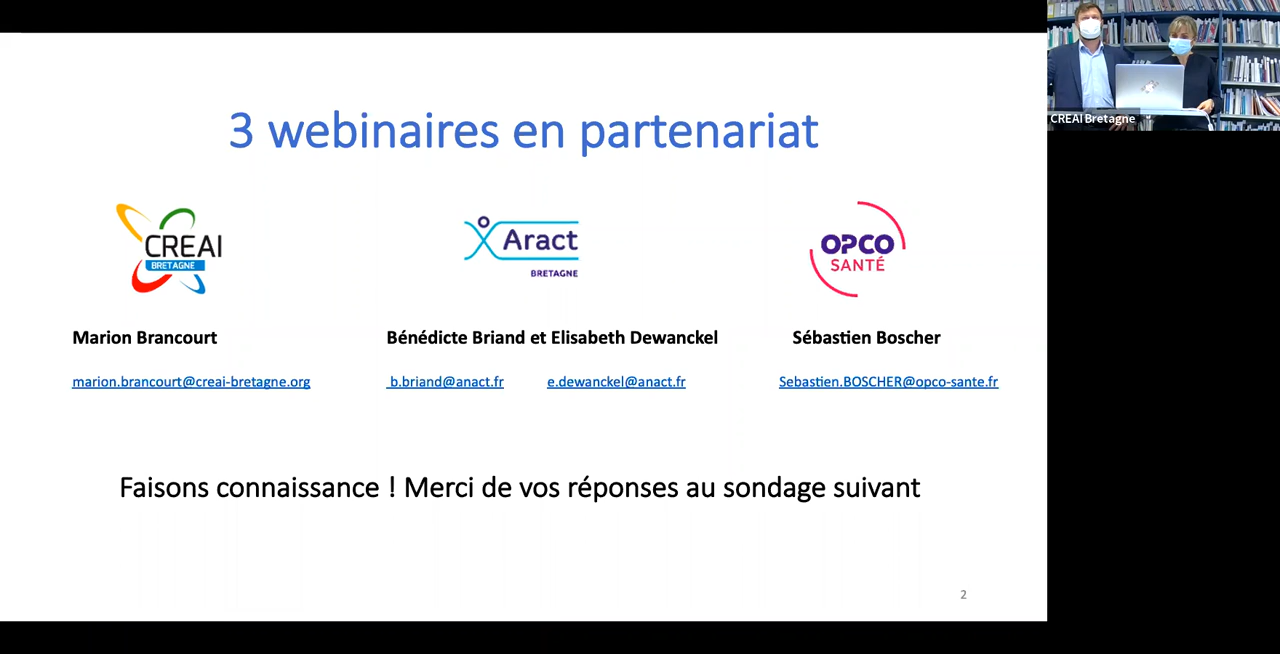 3 webinaires en partenariat
CREAI
BRETAGNE
Aract
BRETAGNE
OPCO
SANTÉ
Marion Brancourt
Bénédicte Briand et Elisabeth Dewanckel
Sébastien Boscher
marion.brancourt@creai-bretagne.org
b.briand@anact.fr
e.dewanckel@anact.fr
Sebastien.BOSCHER@opco-sante.fr
Faisons connaissance ! Merci de vos réponses au sondage suivant
2
CREAI Bretagne